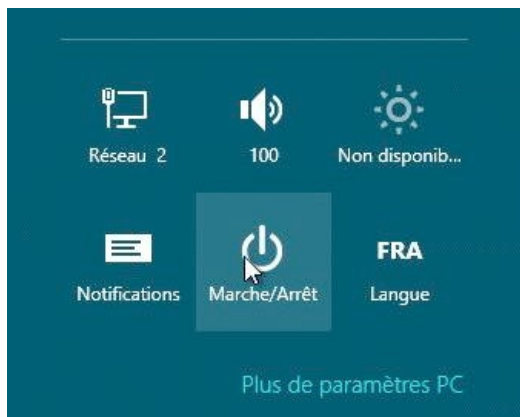 Réseau 2
100
Non disponib...
Notifications
Marche/Arrêt
FRA
Langue
Plus de paramètres PC